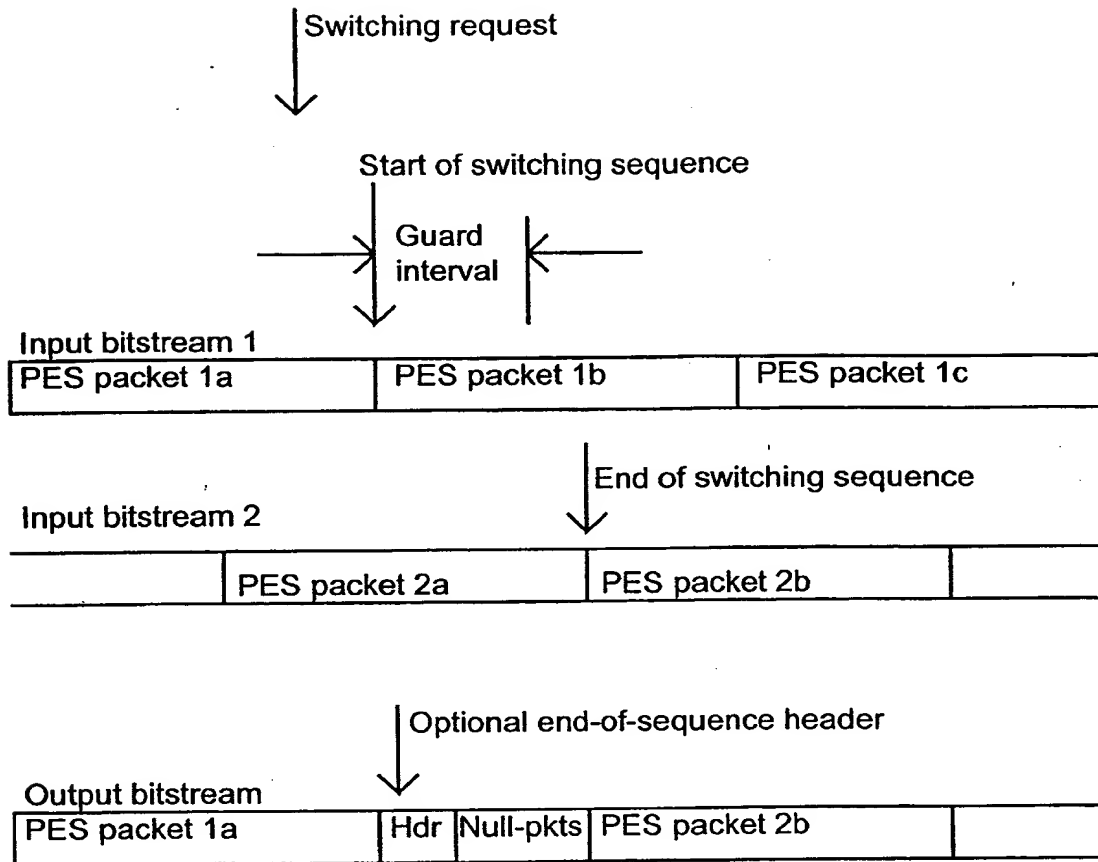 Switching request
Start of switching sequence
Guard
interval
Input bitstream 1
PES packet 1a
PES packet 1b
PES packet 1c
End of switching sequence
Input bitstream 2
PES packet 2a
PES packet 2b
Optional end-of-sequence header
Output bitstream
PES packet 1a
Hdr
Null-pkts
PES packet 2b